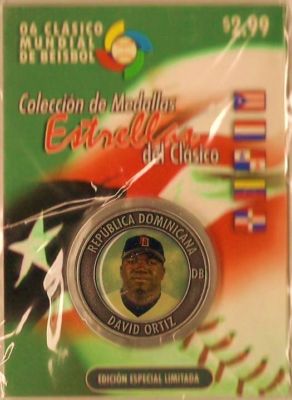 06 CLASICO
MUNDIAL
DE BEISBOL
$2.99
Colección de Medallas
Estrellas
del Clásico
REPÚBLICA DOMINICANA
DB
DAVID ORTIZ
EDICIÓN ESPECIAL LIMITADA